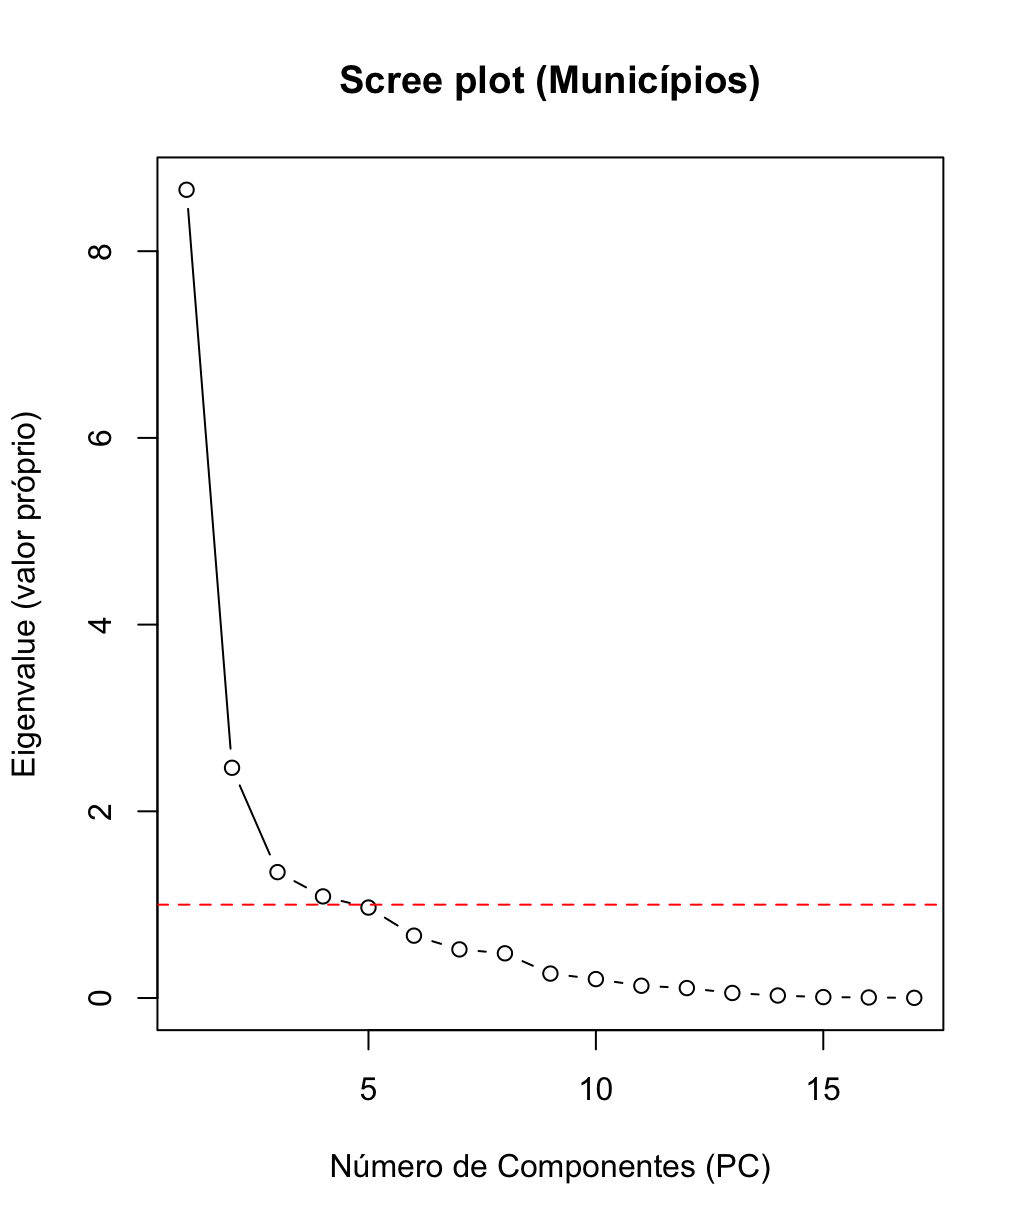 Scree plot (Municípios)
Eigenvalue (valor próprio)
8
6
4
2
0
5
10
15
Número de Componentes (PC)